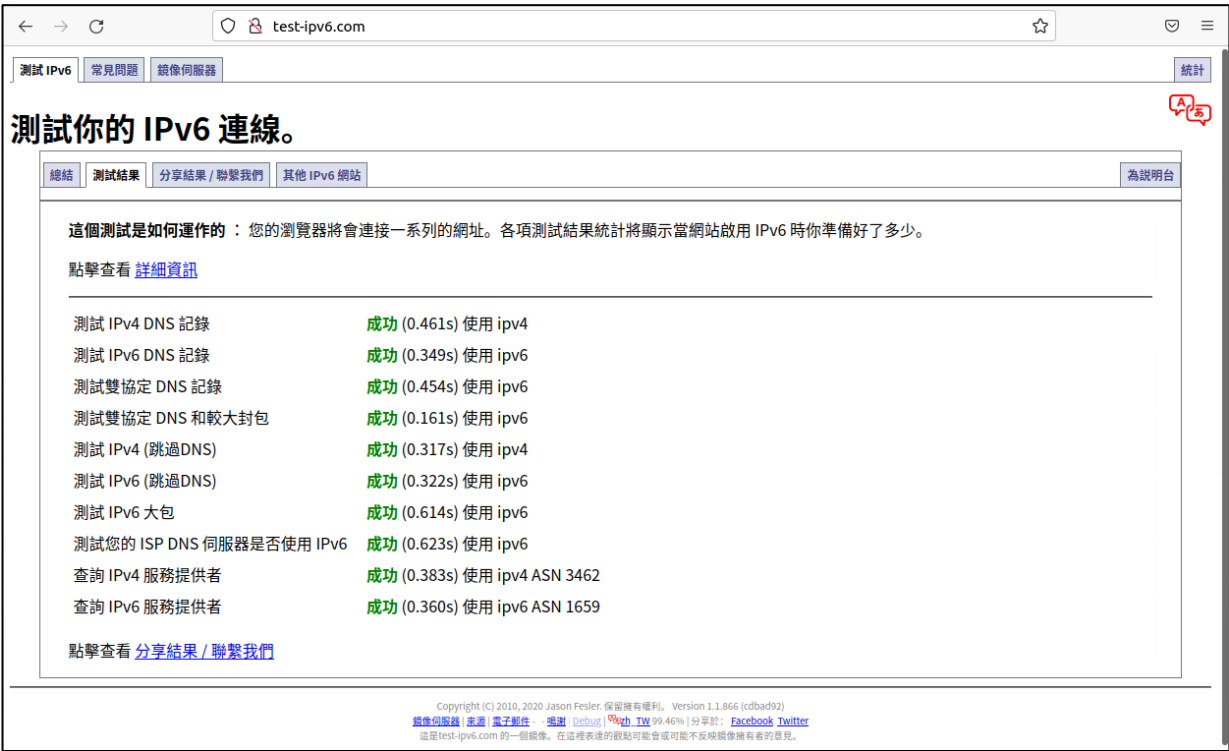 test-ipv6.com
測試 IPv6 常見問題 鏡像伺服器 統計
測試你的 IPv6 連線。
總結 測試結果 分享結果 / 聯繫我們 其他 IPv6 網站 為説明台
這個測試是如何運作的 ： 您的瀏覽器將會連接一系列的網址。各項測試結果統計將顯示當網站啟用 IPv6 時你準備好了多少。
點擊查看 詳細資訊
測試 IPv4 DNS 記錄 成功 (0.461s) 使用 ipv4
測試 IPv6 DNS 記錄 成功 (0.349s) 使用 ipv6
測試雙協定 DNS 記錄 成功 (0.454s) 使用 ipv6
測試雙協定 DNS 和較大封包 成功 (0.161s) 使用 ipv6
測試 IPv4 (跳過DNS) 成功 (0.317s) 使用 ipv4
測試 IPv6 (跳過DNS) 成功 (0.322s) 使用 ipv6
測試 IPv6 大包 成功 (0.614s) 使用 ipv6
測試您的 ISP DNS 伺服器是否使用 IPv6 成功 (0.623s) 使用 ipv6
查詢 IPv4 服務提供者 成功 (0.383s) 使用 ipv4 ASN 3462
查詢 IPv6 服務提供者 成功 (0.360s) 使用 ipv6 ASN 1659
點擊查看 分享結果 / 聯繫我們
Copyright (C) 2010, 2020 Jason Fesler. 保留擁有權利。 Version 1.1.866 (cdbad92)
鏡像伺服器 | 來源 | 電子郵件 - - 鳴謝 | Debug | zh_TW 99.46% | 分享於： Facebook Twitter
這是test-ipv6.com 的一個鏡像。在這裡表達的觀點可能會或可能不反映鏡像擁有者的意見。